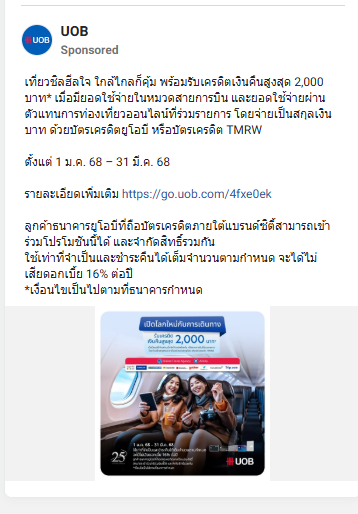 UOB
UOB
Sponsored
เที่ยวชิลฮีลใจ ใกล้ไกลก็คุ้ม พร้อมรับเครดิตเงินคืนสูงสุด 2,000
บาท* เมื่อมียอดใช้จ่ายในหมวดสายการบิน และยอดใช้จ่ายผ่าน
ตัวแทนการท่องเที่ยวออนไลน์ที่ร่วมรายการ โดยจ่ายเป็นสกุลเงิน
บาท ด้วยบัตรเครดิตยูโอบี หรือบัตรเครดิต TMRW
ตั้งแต่ 1 ม.ค. 68 – 31 มี.ค. 68
รายละเอียดเพิ่มเติม https://go.uob.com/4fxe0ek
ลูกค้าธนาคารยูโอบีที่ถือบัตรเครดิตภายใต้แบรนด์ซิตี้สามารถเข้า
ร่วมโปรโมชันนี้ได้ และจำกัดสิทธิ์รวมกัน
ใช้เท่าที่จำเป็นและชำระคืนได้เต็มจำนวนตามกำหนด จะได้ไม่
เสียดอกเบี้ย 16% ต่อปี
*เงื่อนไขเป็นไปตามที่ธนาคารกำหนด
เปิดโลกใหม่กับการเดินทาง
รับเครดิต
เงินคืนสูงสุด 2,000 บาท*
1 ม.ค. 68 - 31 มี.ค. 68
25
UOB